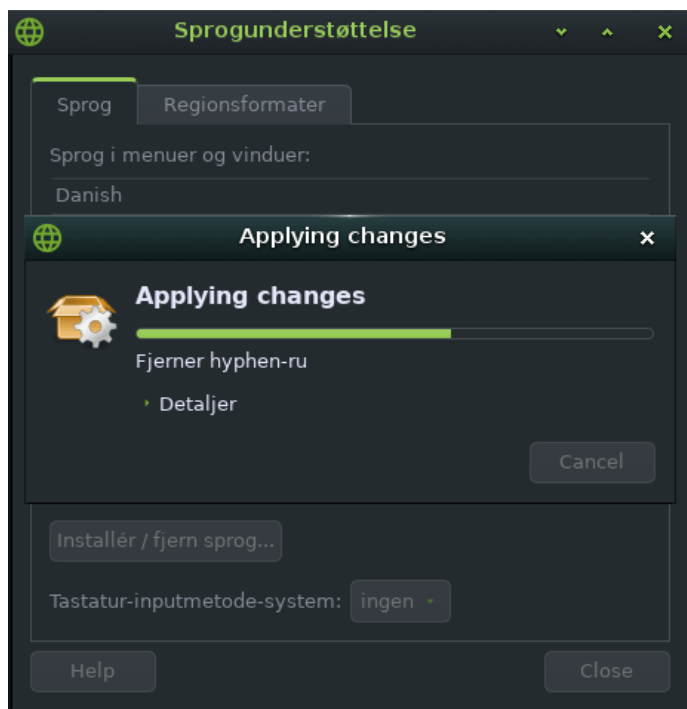 Sprogunderstøttelse
Sprog Regionsformater
Sprog i menuer og vinduer:
Danish
Applying changes
Applying changes
Fjerner hyphen-ru
Detaljer
Cancel
Installér / fjern sprog...
Tastatur-inputmetode-system: ingen
Help Close